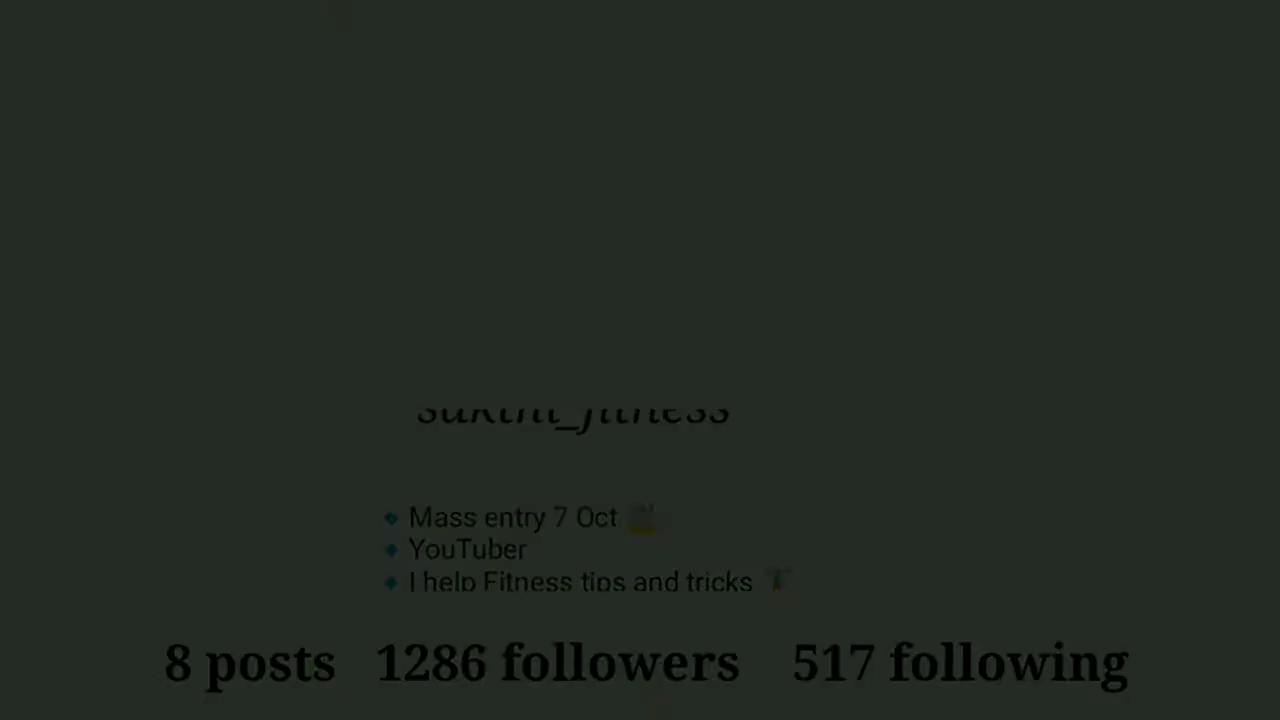 Mass entry 7 Oct
YouTuber
I help Fitness tips and tricks
8 posts 1286 followers 517 following